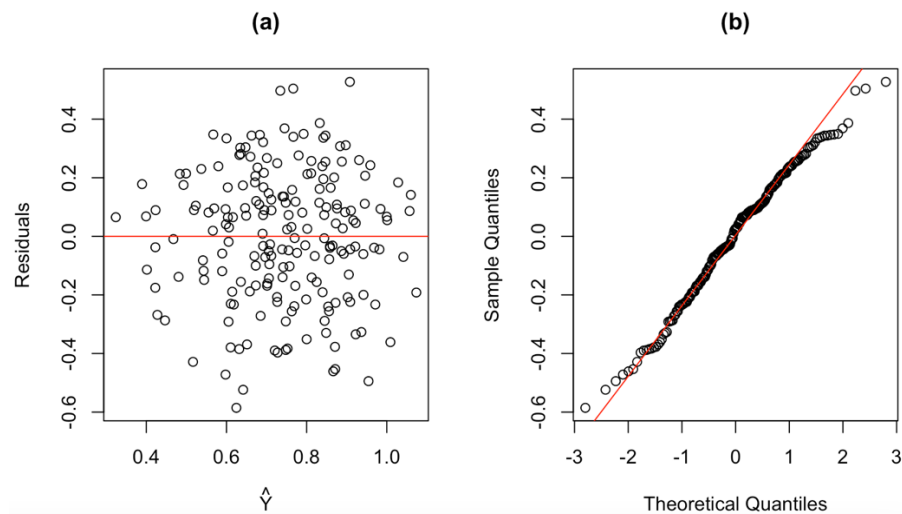 (a)
(b)
Residuals
-0.6 -0.4 -0.2 0.0 0.2 0.4
0.4 0.6 0.8 1.0
Ŷ
Sample Quantiles
-0.6 -0.4 -0.2 0.0 0.2 0.4
-3 -2 -1 0 1 2 3
Theoretical Quantiles